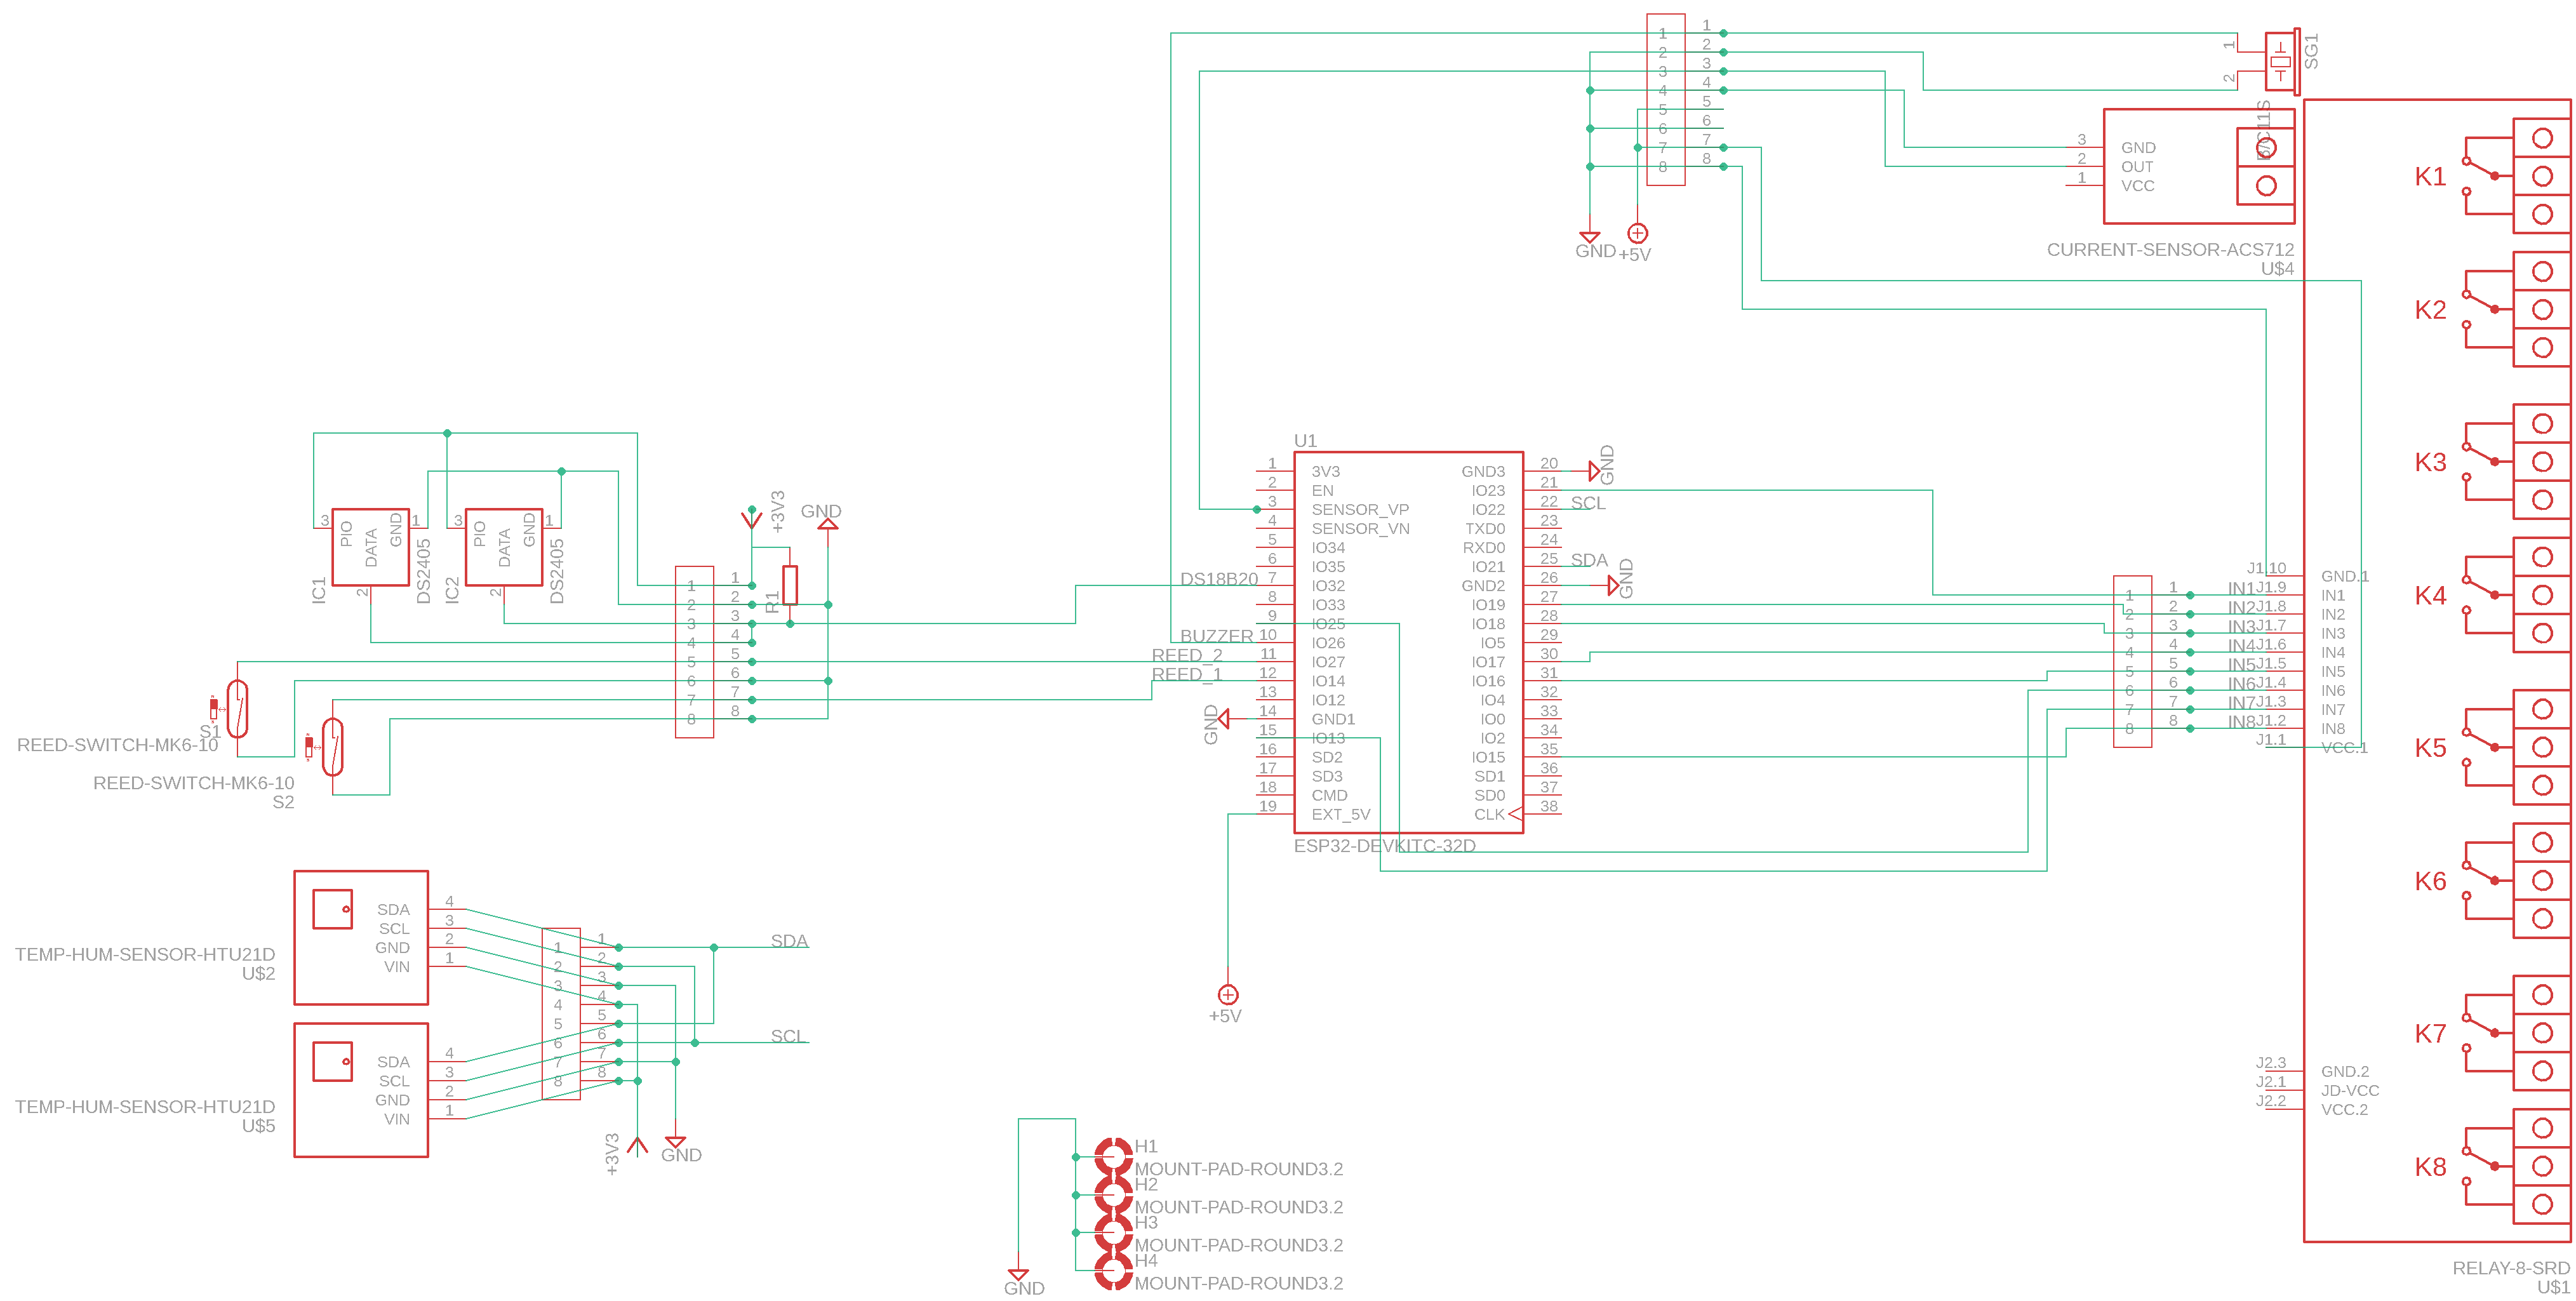 1 1
2 2
3 3
4 4
5 5
6 6
7 7
8 8
GND
+5V
1
2
SG1
3 GND
2 OUT
1 VCC
CURRENT-SENSOR-ACS712
U$4
K1
K2
K3
K4
K5
K6
K7
K8
J1.10 GND.1
IN1 J1.9 IN1
IN2 J1.8 IN2
IN3 J1.7 IN3
IN4 J1.6 IN4
IN5 J1.5 IN5
IN6 J1.4 IN6
IN7 J1.3 IN7
IN8 J1.2 IN8
J1.1 VCC.1
J2.3 GND.2
J2.1 JD-VCC
J2.2 VCC.2
RELAY-8-SRD
U$1
1 1
2 2
3 3
4 4
5 5
6 6
7 7
8 8
U1
1 3V3
2 EN
3 SENSOR_VP
4 SENSOR_VN
5 IO34
6 IO35
DS18B20 7 IO32
8 IO33
9 IO25
BUZZER 10 IO26
REED_2 11 IO27
REED_1 12 IO14
13 IO12
GND 14 GND1
15 IO13
16 SD2
17 SD3
18 CMD
19 EXT_5V
GND3 20 GND
IO23 21
IO22 22 SCL
TXD0 23
RXD0 24
IO21 25 SDA
GND2 26 GND
IO19 27
IO18 28
IO5 29
IO17 30
IO16 31
IO4 32
IO0 33
IO2 34
IO15 35
SD1 36
SD0 37
CLK 38
ESP32-DEVKITC-32D
+5V
3 PIO
2 DATA
1 GND
IC1
DS2405
3 PIO
2 DATA
1 GND
IC2
DS2405
+3V3
GND
R1
1 1
2 2
3 3
4 4
5 5
6 6
7 7
8 8
S1
REED-SWITCH-MK6-10
REED-SWITCH-MK6-10
S2
SDA 4
SCL 3
GND 2
VIN 1
TEMP-HUM-SENSOR-HTU21D
U$2
SDA 4
SCL 3
GND 2
VIN 1
TEMP-HUM-SENSOR-HTU21D
U$5
1 1
2 2
3 3
4 4
5 5
6 6
7 7
8 8
SDA
SCL
+3V3
GND
H1
MOUNT-PAD-ROUND3.2
H2
MOUNT-PAD-ROUND3.2
H3
MOUNT-PAD-ROUND3.2
H4
MOUNT-PAD-ROUND3.2
GND